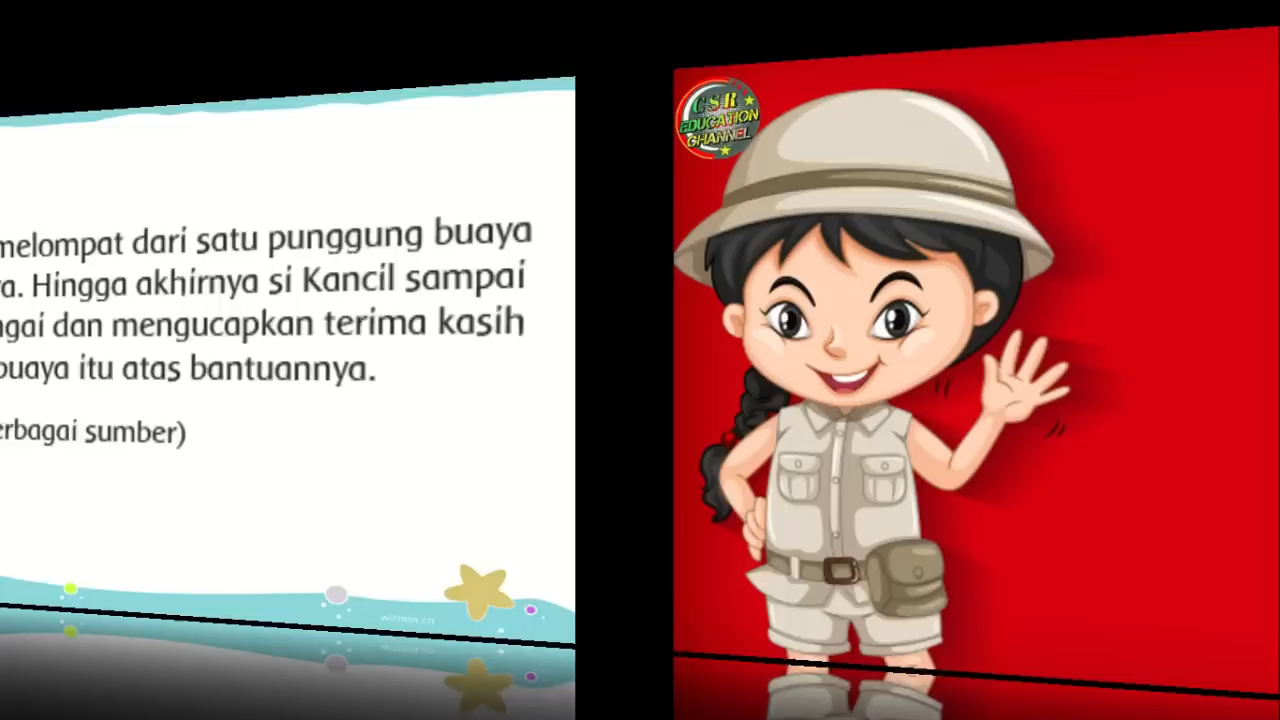 melompat dari satu punggung buaya
a. Hingga akhirnya si Kancil sampai
ngai dan mengucapkan terima kasih
buaya itu atas bantuannya.
erbagai sumber)
CSR
EDUCATION
CHANNEL